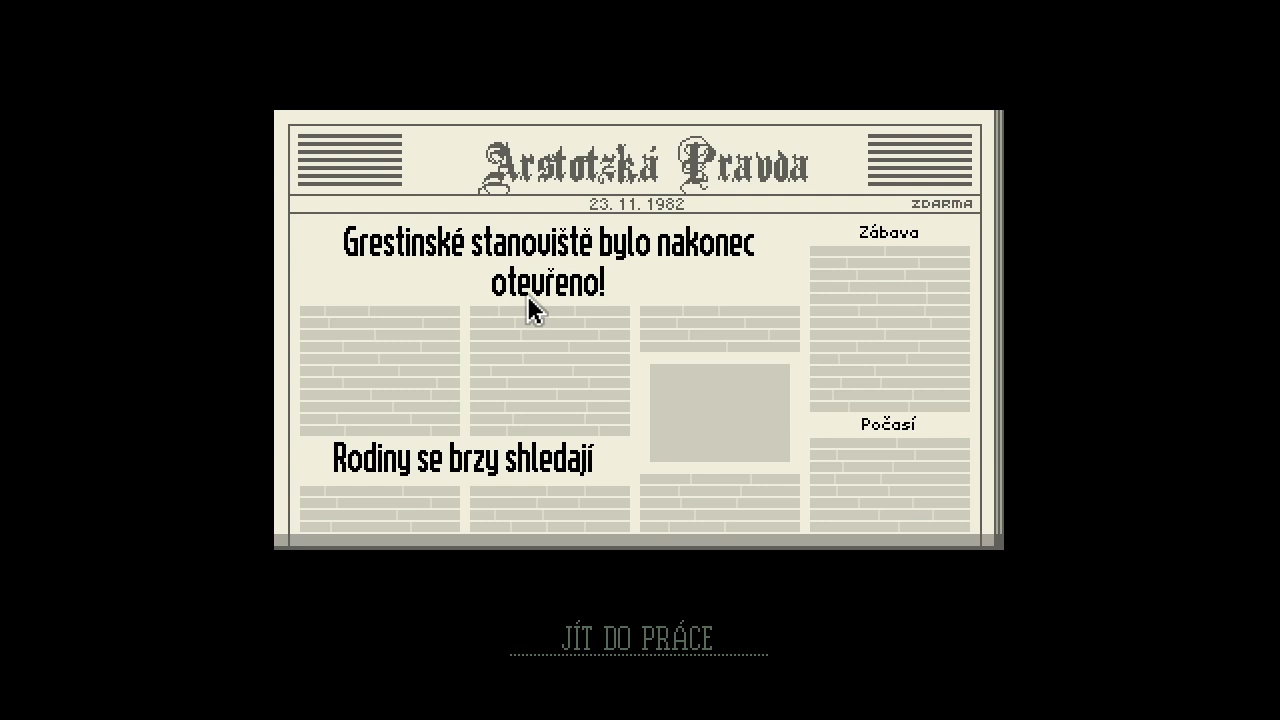 Arstotzká Pravda
23. 11. 1982
ZDARMA
Grestinské stanoviště bylo nakonec
otevřeno!
Rodiny se brzy shledají
Zábava
Počasí
JÍT DO PRÁCE